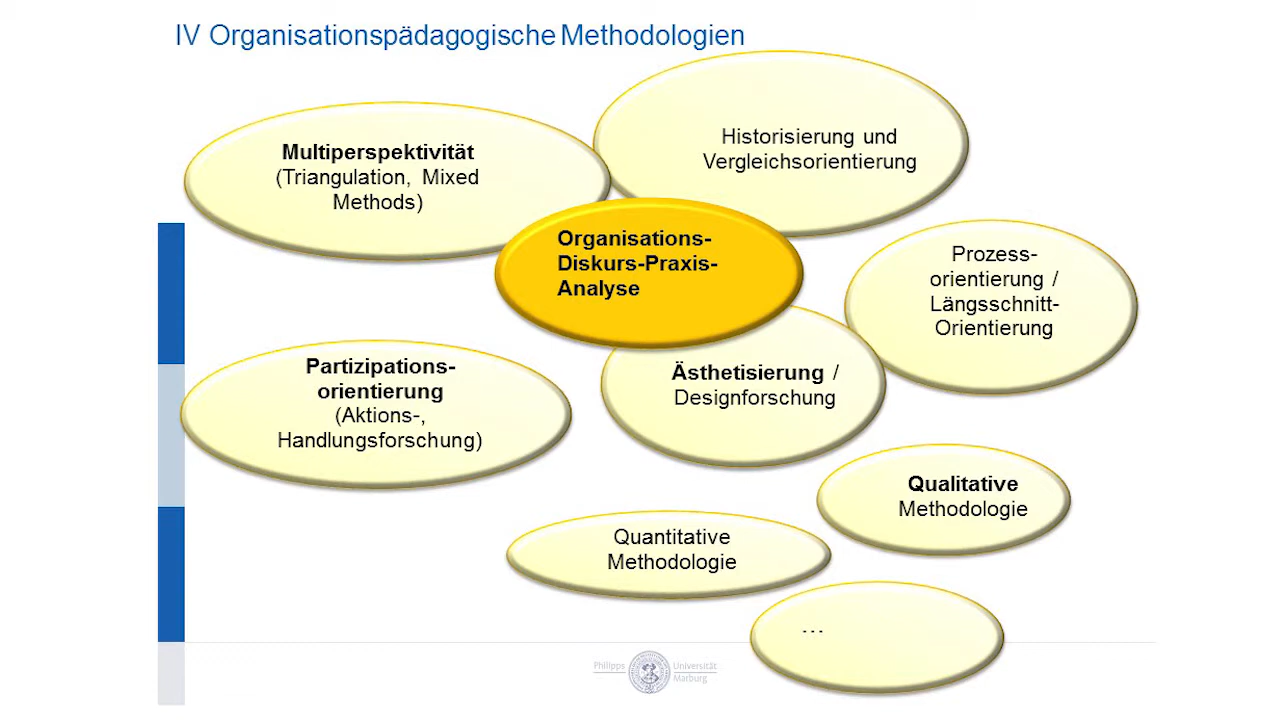 IV Organisationspädagogische Methodologien
Historisierung und
Vergleichsorientierung
Multiperspektivität
(Triangulation, Mixed
Methods)
Organisations-
Diskurs-Praxis-
Analyse
Prozess-
orientierung /
Längsschnitt-
Orientierung
Partizipations-
orientierung
(Aktions-,
Handlungsforschung)
Ästhetisierung /
Designforschung
Qualitative
Methodologie
Quantitative
Methodologie
...
Philipps
Universität
Marburg